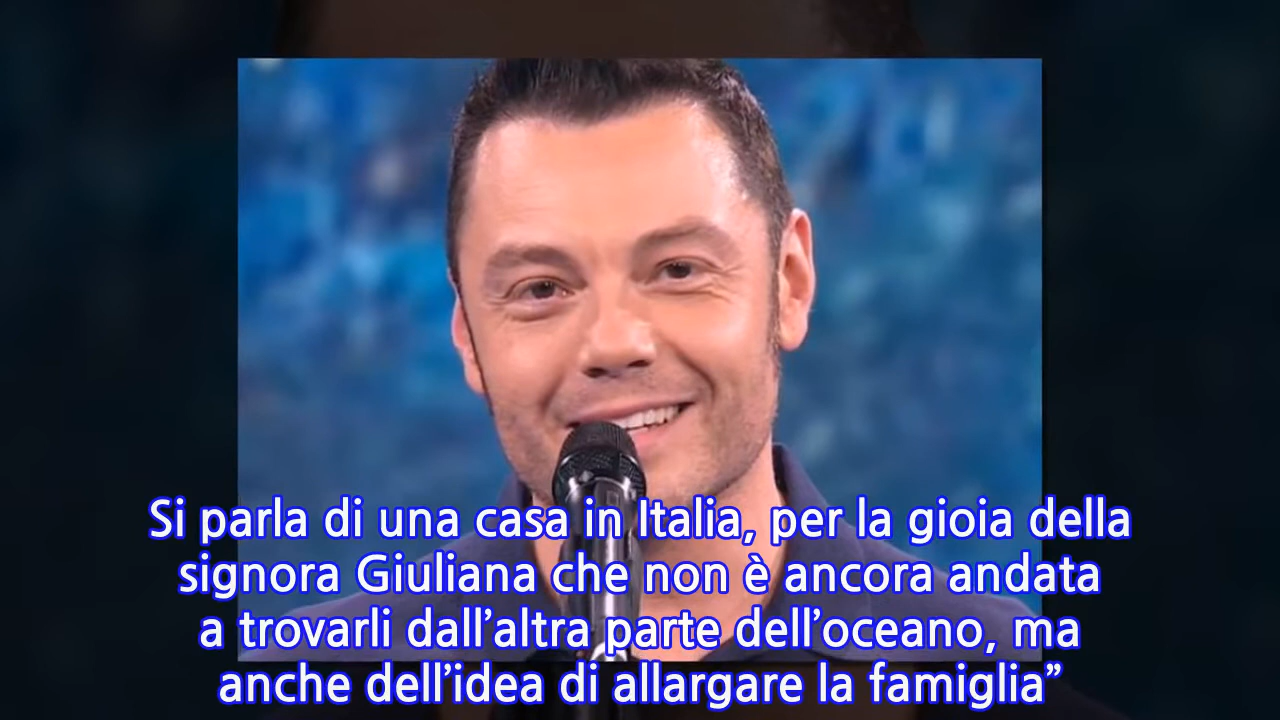 Si parla di una casa in Italia, per la gioia della
signora Giuliana che non è ancora andata
a trovarli dall’altra parte dell’oceano, ma
anche dell’idea di allargare la famiglia”